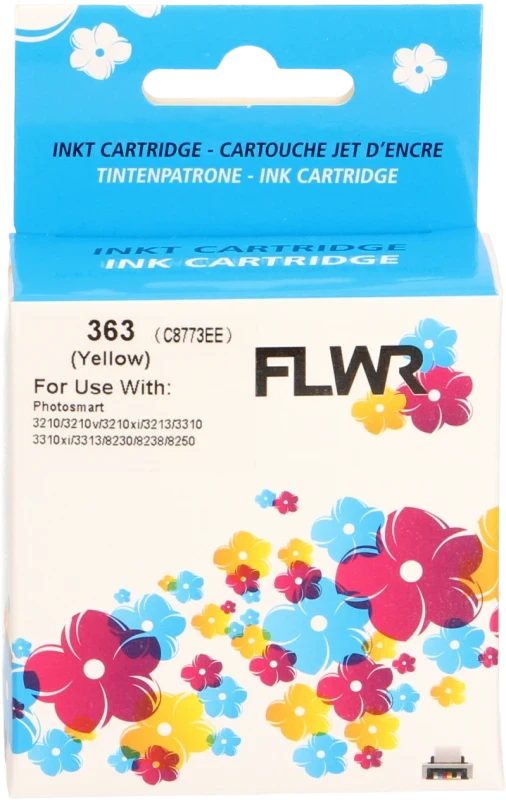 INKT CARTRIDGE - CARTOUCHE JET D'ENCRE
TINTENPATRONE - INK CARTRIDGE
INKT CARTRIDGE
INK CARTRIDGE
363 (C8773EE)
(Yellow)
FLWR
For Use With:
Photosmart
3210/3210v/3210xi/3213/3310
3310xi/3313/8230/8238/8250